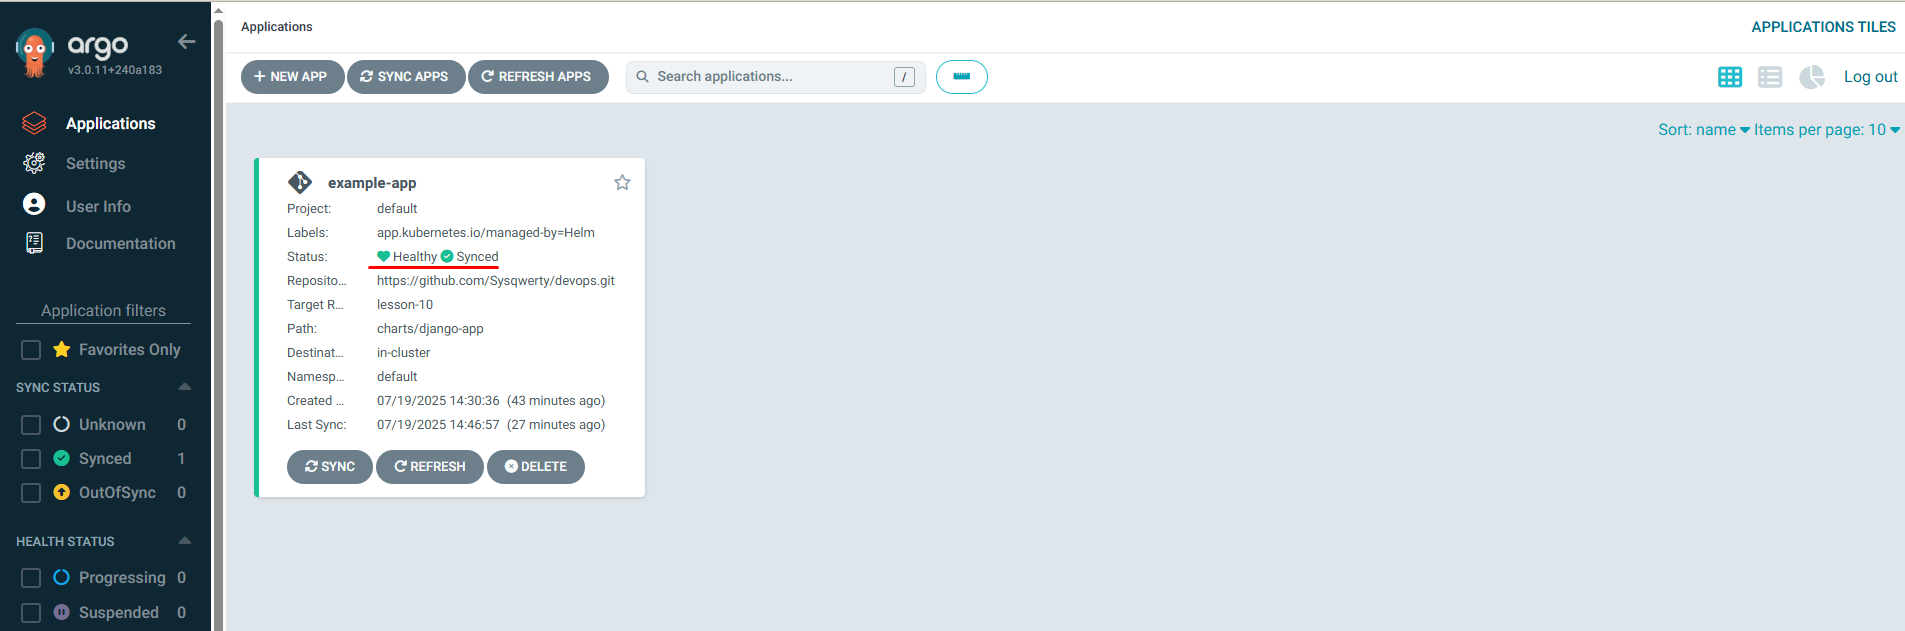 argo
v3.0.11+240a183
Applications
Settings
User Info
Documentation
Application filters
Favorites Only
SYNC STATUS
Unknown 0
Synced 1
OutOfSync 0
HEALTH STATUS
Progressing 0
Suspended 0
Applications
APPLICATIONS TILES
+ NEW APP
SYNC APPS
REFRESH APPS
Search applications... /
Log out
Sort: name
Items per page: 10
example-app
Project: default
Labels: app.kubernetes.io/managed-by=Helm
Status: Healthy Synced
Reposito... https://github.com/Sysqwerty/devops.git
Target R... lesson-10
Path: charts/django-app
Destinat... in-cluster
Namesp... default
Created ... 07/19/2025 14:30:36 (43 minutes ago)
Last Sync: 07/19/2025 14:46:57 (27 minutes ago)
SYNC
REFRESH
DELETE